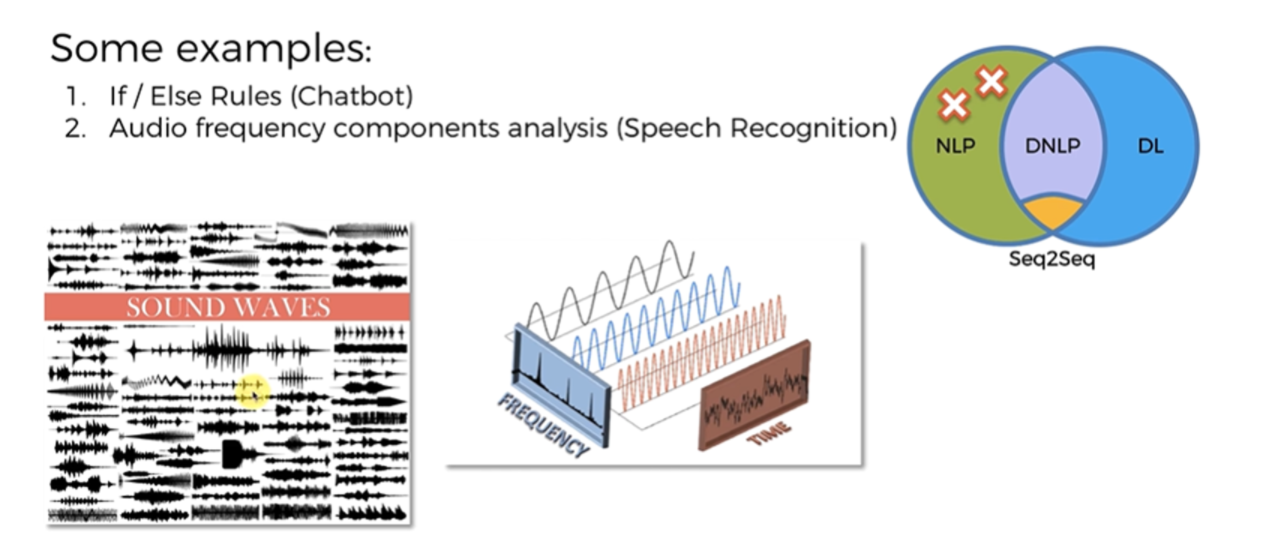 Some examples:
1. If / Else Rules (Chatbot)
2. Audio frequency components analysis (Speech Recognition)
NLP
DNLP
DL
Seq2Seq
SOUND WAVES
FREQUENCY
TIME